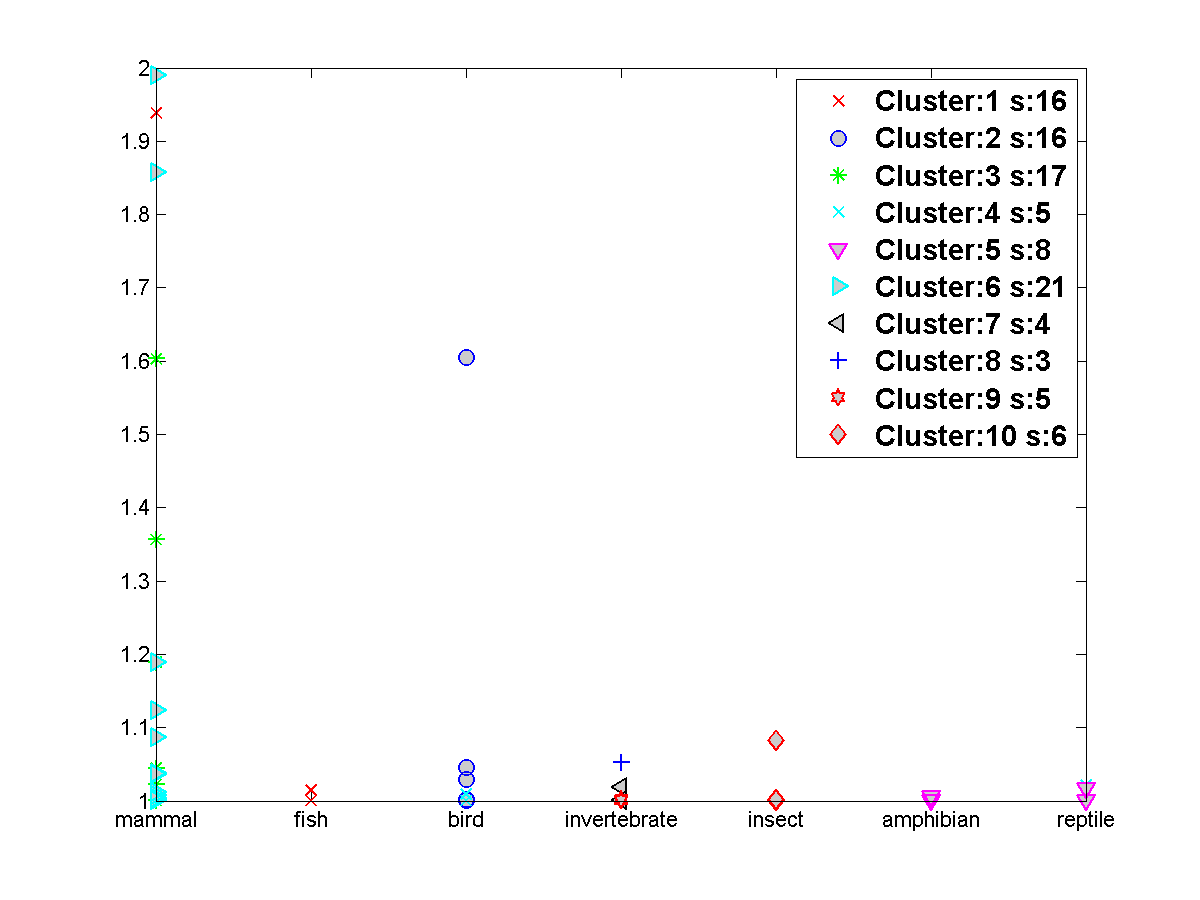 2
1.9
1.8
1.7
1.6
1.5
1.4
1.3
1.2
1.1
1
mammal fish bird invertebrate insect amphibian reptile
Cluster:1 s:16
Cluster:2 s:16
Cluster:3 s:17
Cluster:4 s:5
Cluster:5 s:8
Cluster:6 s:21
Cluster:7 s:4
Cluster:8 s:3
Cluster:9 s:5
Cluster:10 s:6